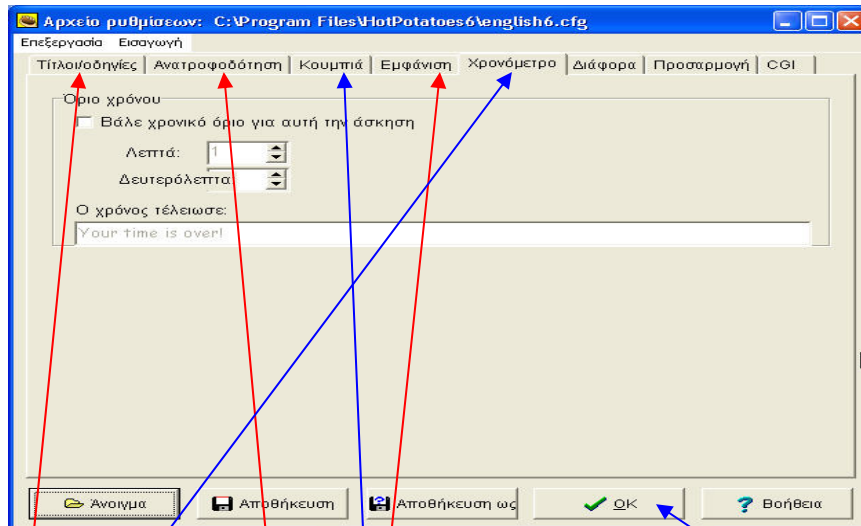 Αρχείο ρυθμίσεων: C:\Program Files\HotPotatoes6\english6.cfg
Επεξεργασία Εισαγωγή
Τίτλοι/οδηγίες Ανατροφοδότηση Κουμπιά Εμφάνιση Χρονόμετρο Διάφορα Προσαρμογή CGI
Όριο χρόνου
Βάλε χρονικό όριο για αυτή την άσκηση
Λεπτά: 1
Δευτερόλεπτα
Ο χρόνος τέλειωσε:
Your time is over!
Άνοιγμα Αποθήκευση Αποθήκευση ως OK Βοήθεια